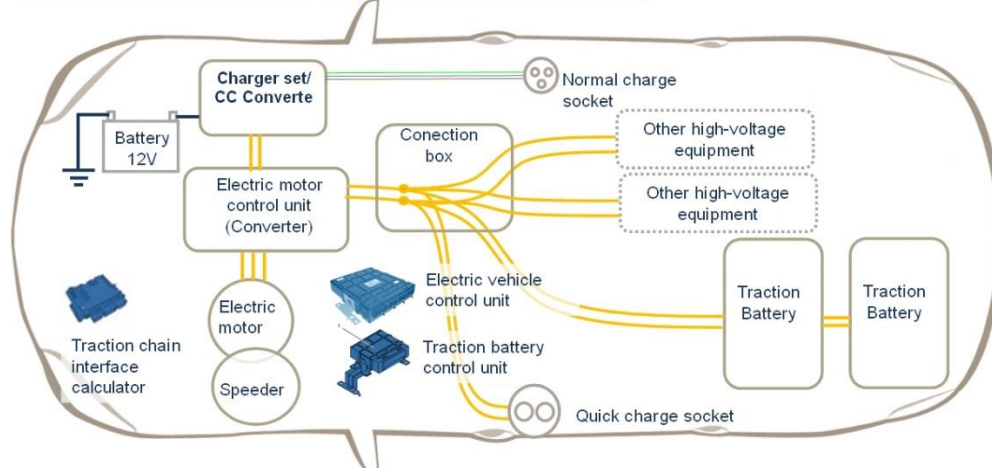 Charger set/
CC Converte
Normal charge
socket
Battery
12V
Conection
box
Other high-voltage
equipment
Electric motor
control unit
(Converter)
Other high-voltage
equipment
Electric vehicle
control unit
Traction
Battery
Traction
Battery
Electric
motor
Traction chain
interface
calculator
Traction battery
control unit
Speeder
Quick charge socket